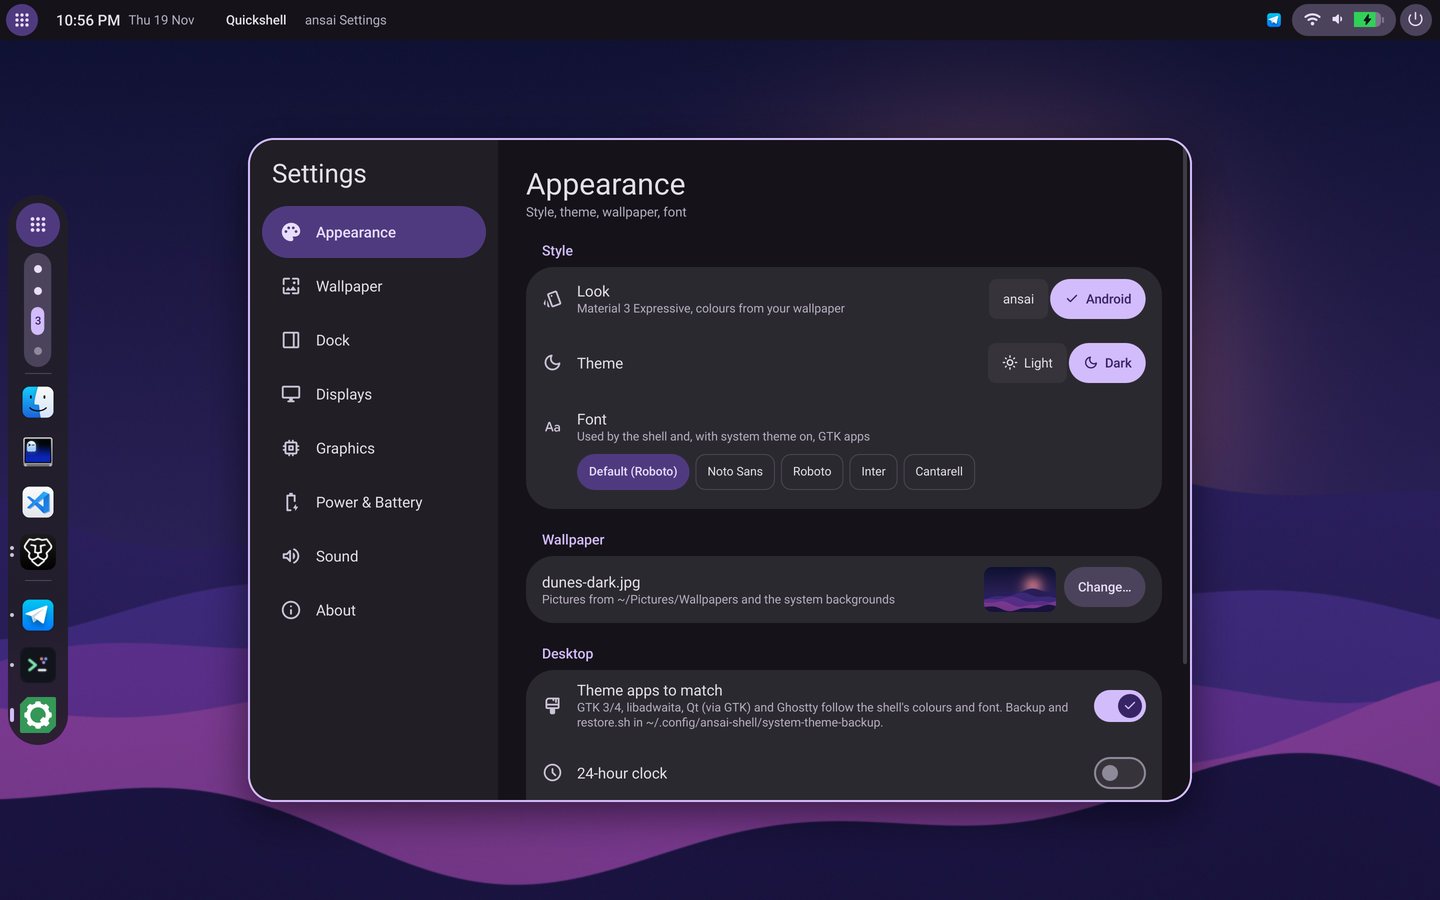 10:56 PM Thu 19 Nov Quickshell ansai Settings
3
Settings
Appearance
Wallpaper
Dock
Displays
Graphics
Power & Battery
Sound
About
Appearance
Style, theme, wallpaper, font
Style
Look
Material 3 Expressive, colours from your wallpaper
ansai
Android
Theme
Light
Dark
Aa
Font
Used by the shell and, with system theme on, GTK apps
Default (Roboto)
Noto Sans
Roboto
Inter
Cantarell
Wallpaper
dunes-dark.jpg
Pictures from ~/Pictures/Wallpapers and the system backgrounds
Change...
Desktop
Theme apps to match
GTK 3/4, libadwaita, Qt (via GTK) and Ghostty follow the shell's colours and font. Backup and
restore.sh in ~/.config/ansai-shell/system-theme-backup.
24-hour clock